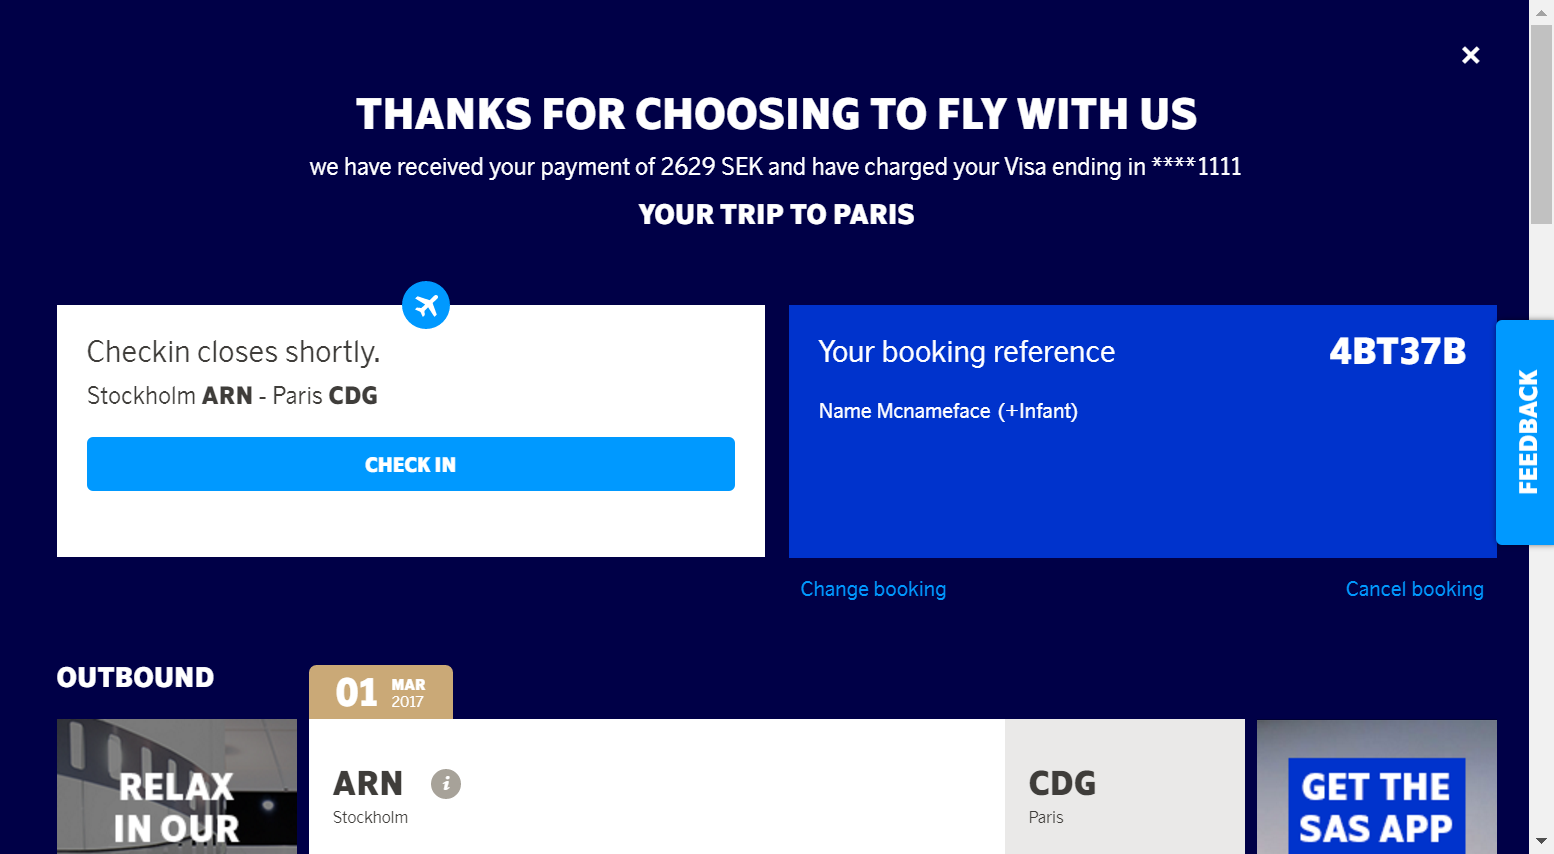 THANKS FOR CHOOSING TO FLY WITH US
we have received your payment of 2629 SEK and have charged your Visa ending in ****1111
YOUR TRIP TO PARIS
Checkin closes shortly.
Stockholm ARN - Paris CDG
CHECK IN
Your booking reference 4BT37B
Name Mcnameface (+Infant)
Change booking
Cancel booking
FEEDBACK
OUTBOUND
01 MAR
2017
RELAX
IN OUR
ARN i
Stockholm
CDG
Paris
GET THE
SAS APP